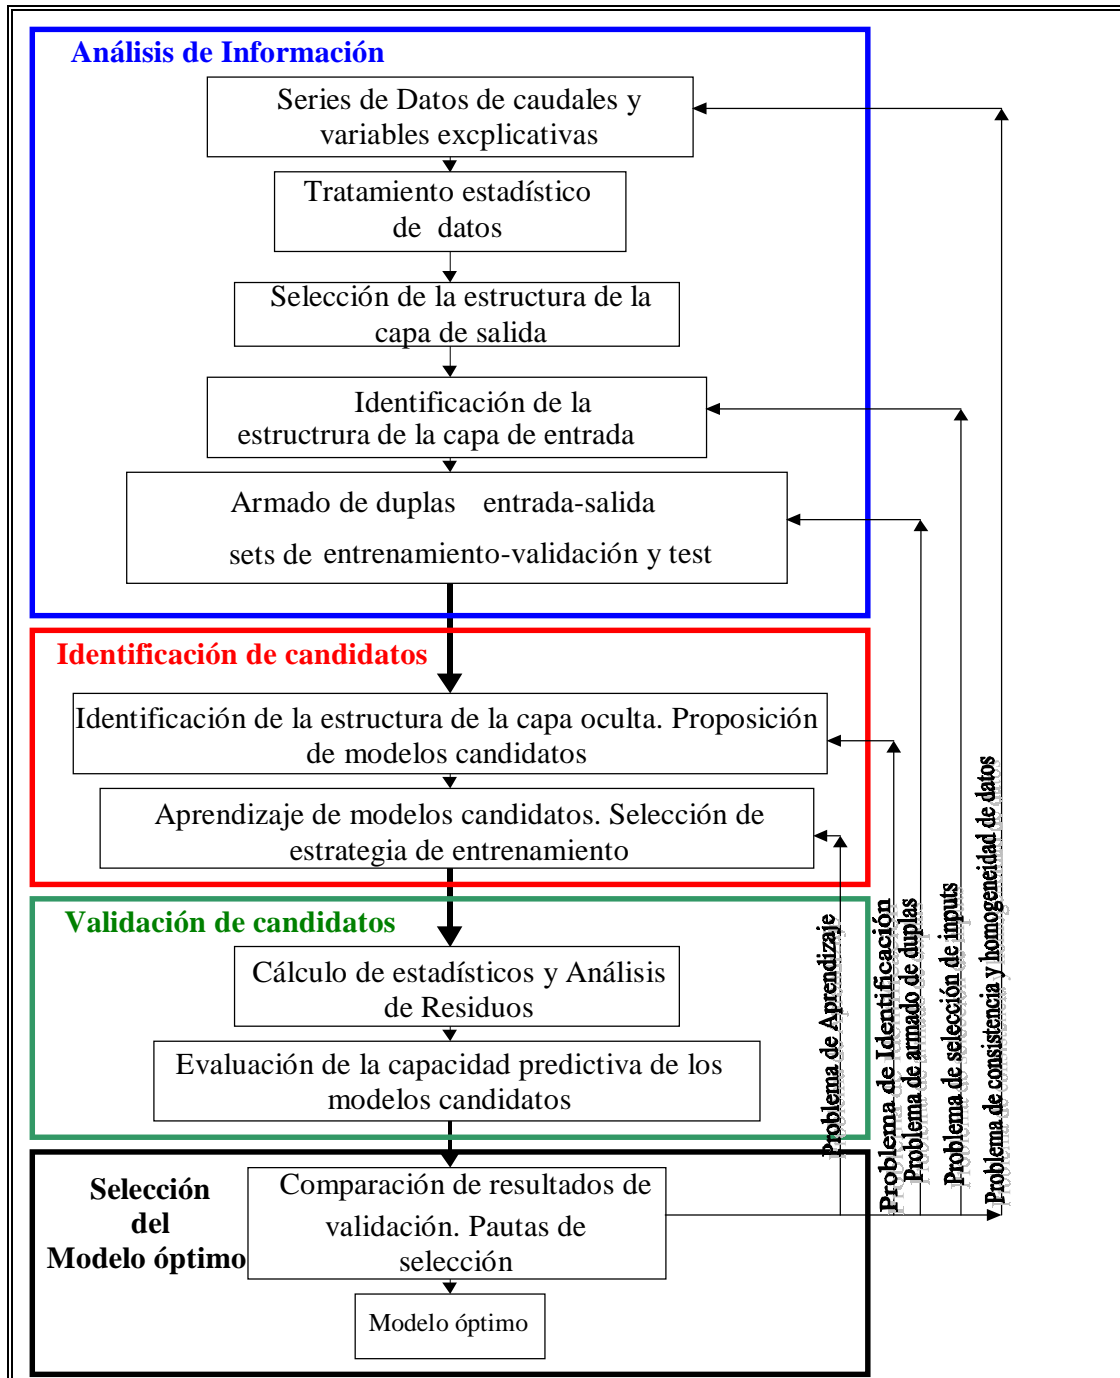 Análisis de Información
Series de Datos de caudales y
variables excplicativas
Tratamiento estadístico
de datos
Selección de la estructura de la
capa de salida
Identificación de la
estructrura de la capa de entrada
Armado de duplas entrada-salida
sets de entrenamiento-validación y test
Identificación de candidatos
Identificación de la estructura de la capa oculta. Proposición
de modelos candidatos
Aprendizaje de modelos candidatos. Selección de
estrategia de entrenamiento
Validación de candidatos
Cálculo de estadísticos y Análisis
de Residuos
Evaluación de la capacidad predictiva de los
modelos candidatos
Selección
del
Modelo óptimo
Comparación de resultados de
validación. Pautas de
selección
Modelo óptimo
Problema de Aprendizaje
Problema de Identificación
Problema de armado de duplas
Problema de selección de inputs
Problema de consistencia y homogeneidad de datos